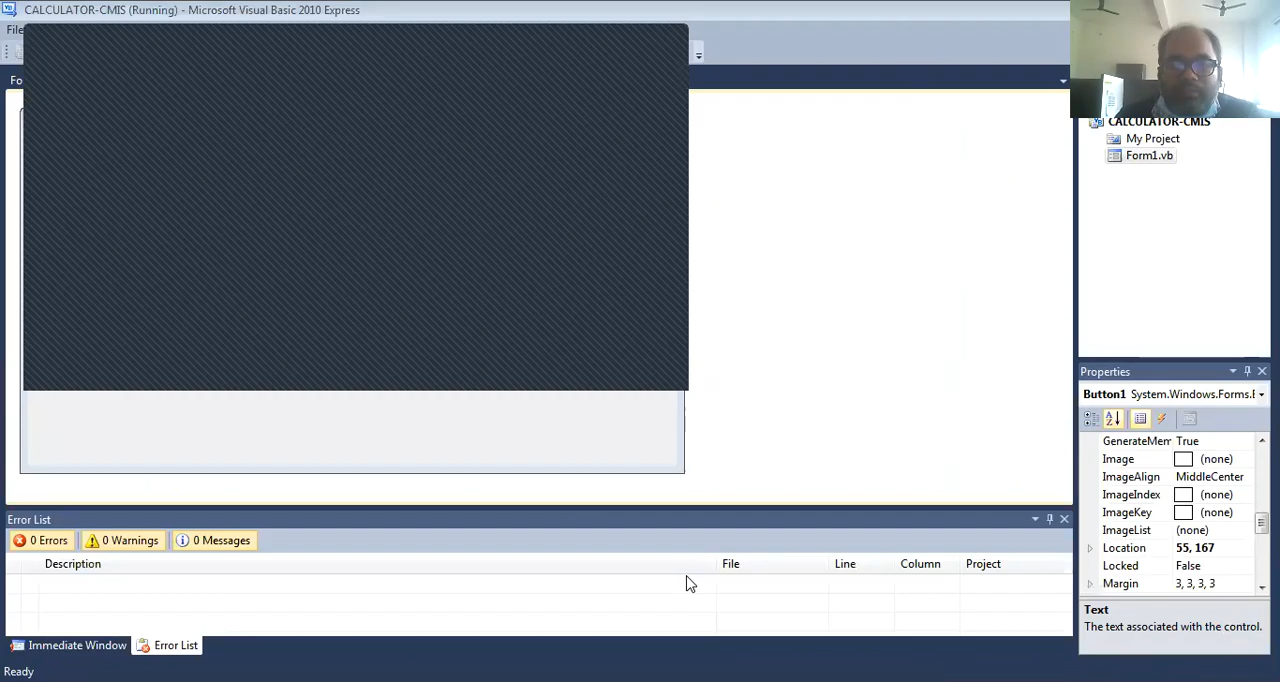 CALCULATOR-CMIS (Running) - Microsoft Visual Basic 2010 Express
File
Fo
CALCULATOR-CMIS
My Project
Form1.vb
Properties
Button1 System.Windows.Forms.E
GenerateMem True
Image (none)
ImageAlign MiddleCenter
ImageIndex (none)
ImageKey (none)
ImageList (none)
Location 55, 167
Locked False
Margin 3, 3, 3, 3
Text
The text associated with the control.
Error List
0 Errors 0 Warnings 0 Messages
Description File Line Column Project
Immediate Window Error List
Ready